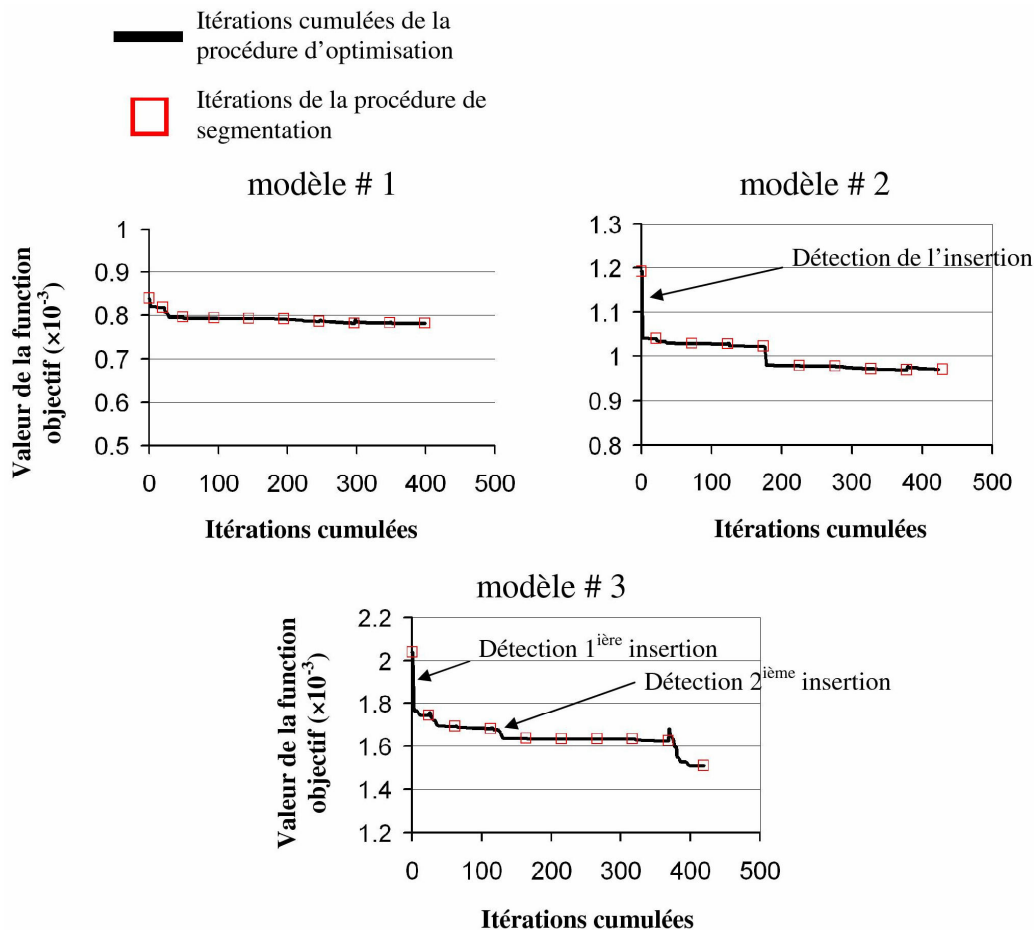 Itérations cumulées de la
procédure d'optimisation
Itérations de la procédure de
segmentation
modèle # 1
Valeur de la function
objectif (×10⁻³)
1
0.9
0.8
0.7
0.6
0.5
0 100 200 300 400 500
Itérations cumulées
modèle # 2
1.3
1.2
1.1
1
0.9
0.8
Détection de l'insertion
0 100 200 300 400 500
Itérations cumulées
modèle # 3
Valeur de la function
objectif (×10⁻³)
2.2
2
1.8
1.6
1.4
1.2
Détection 1ière insertion
Détection 2ième insertion
0 100 200 300 400 500
Itérations cumulées